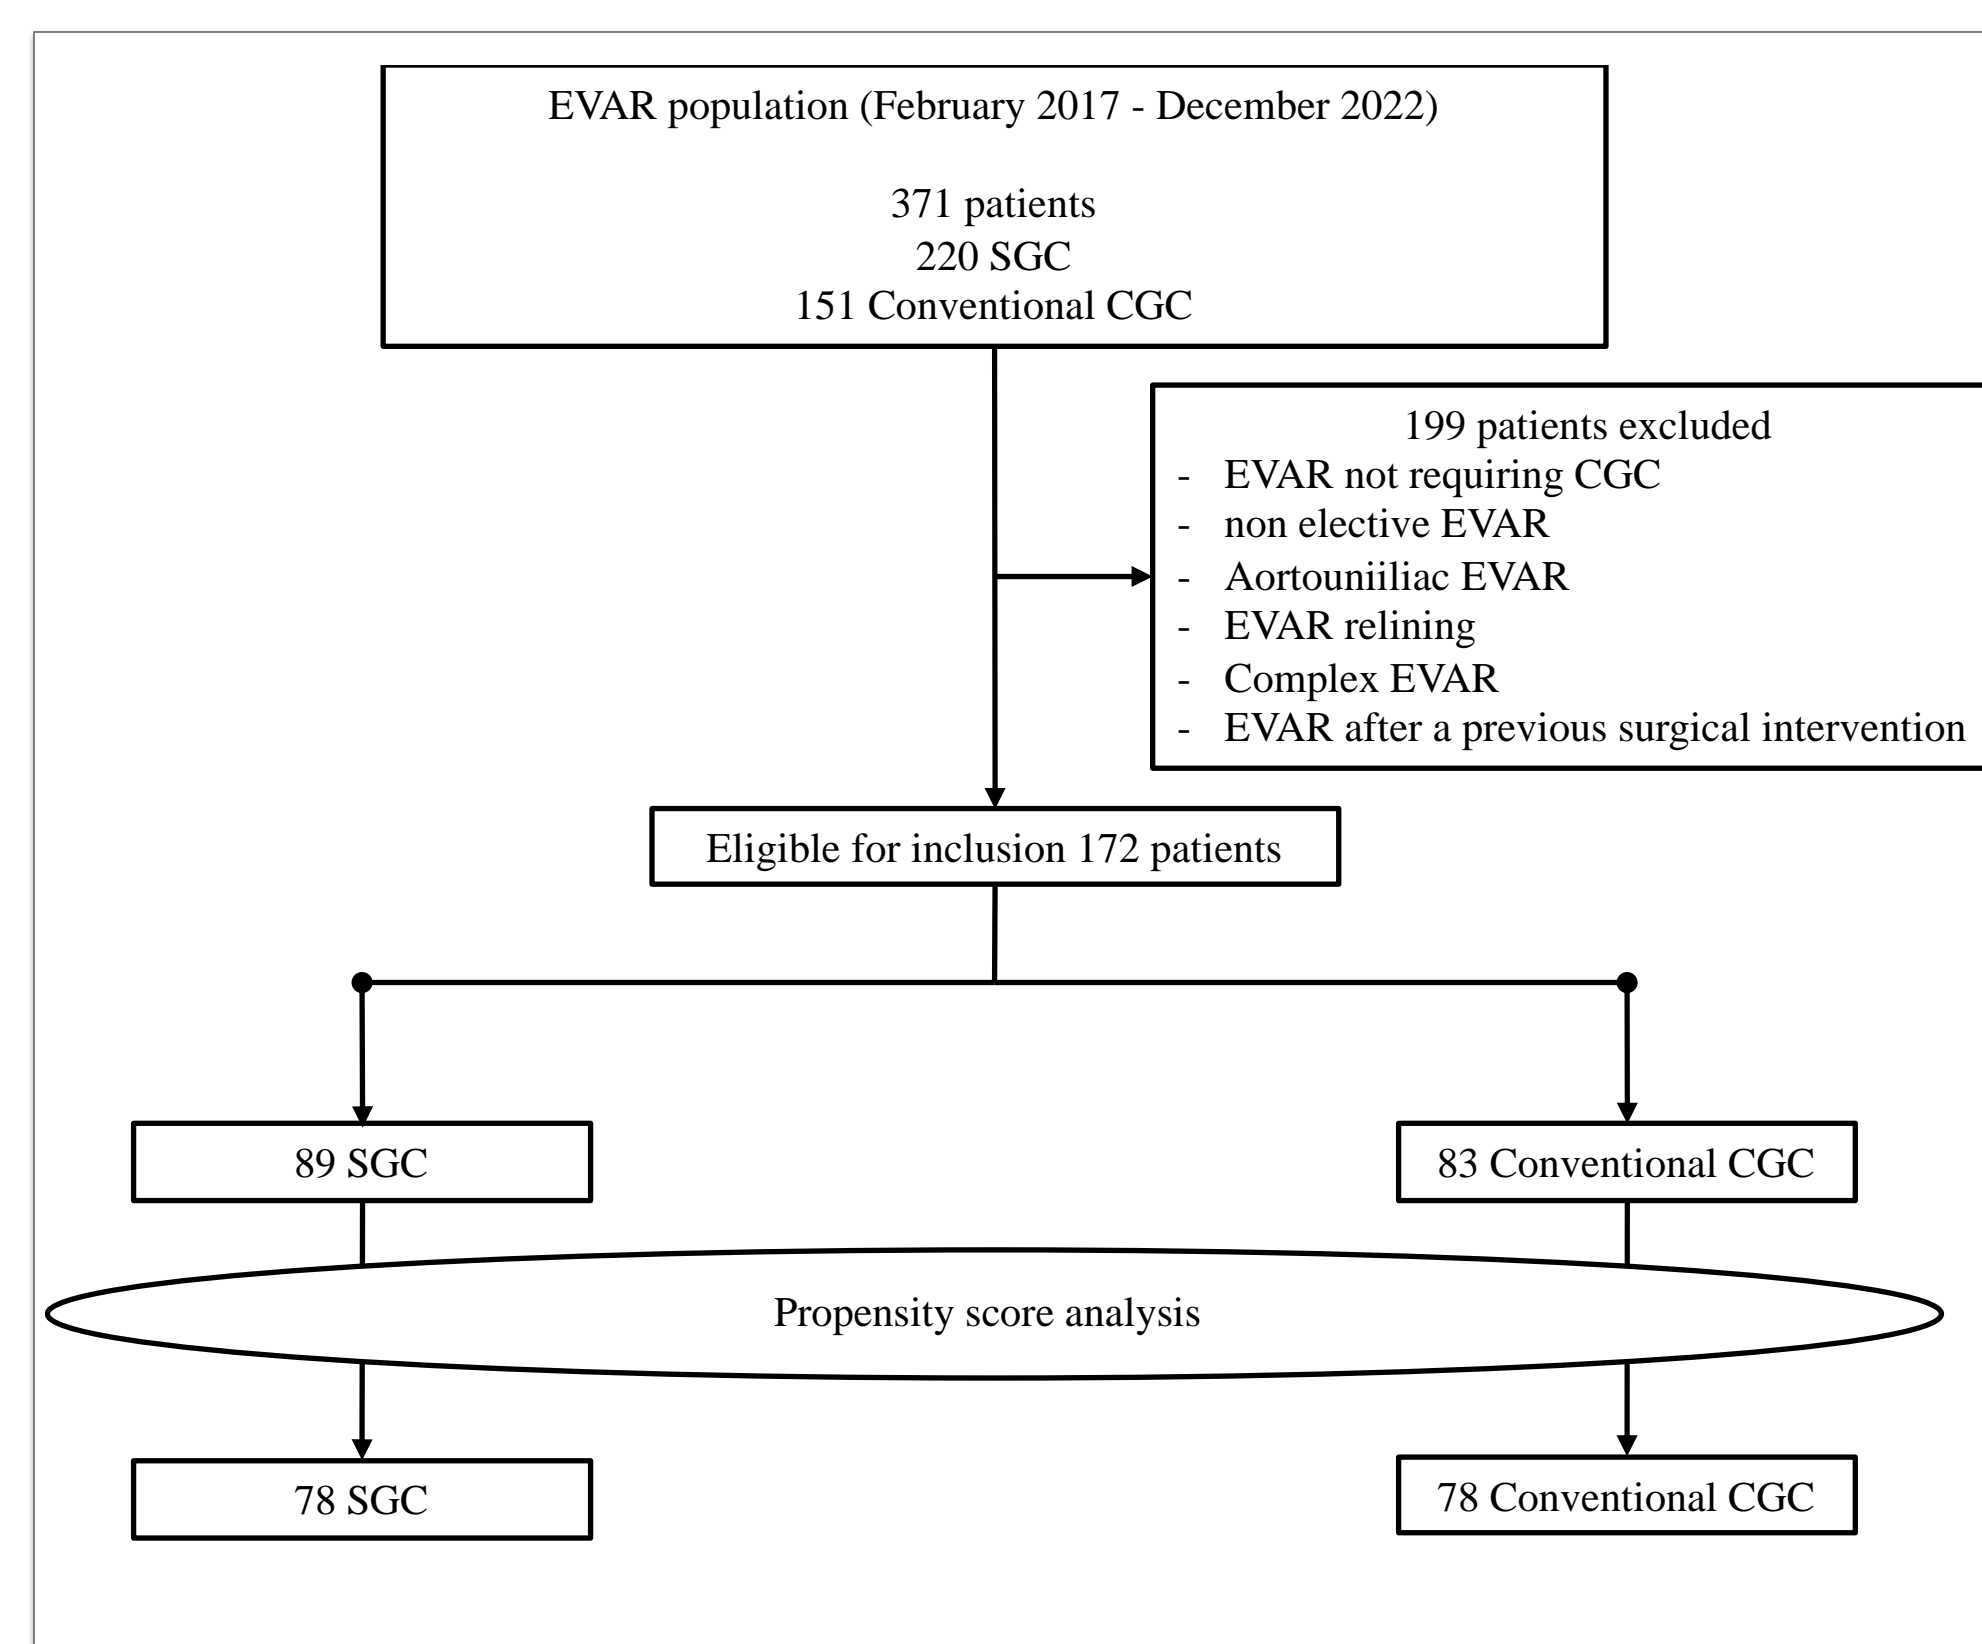 EVAR population (February 2017 - December 2022)
371 patients
220 SGC
151 Conventional CGC
199 patients excluded
- EVAR not requiring CGC
- non elective EVAR
- Aortouniiliac EVAR
- EVAR relining
- Complex EVAR
- EVAR after a previous surgical intervention
Eligible for inclusion 172 patients
89 SGC
83 Conventional CGC
Propensity score analysis
78 SGC
78 Conventional CGC